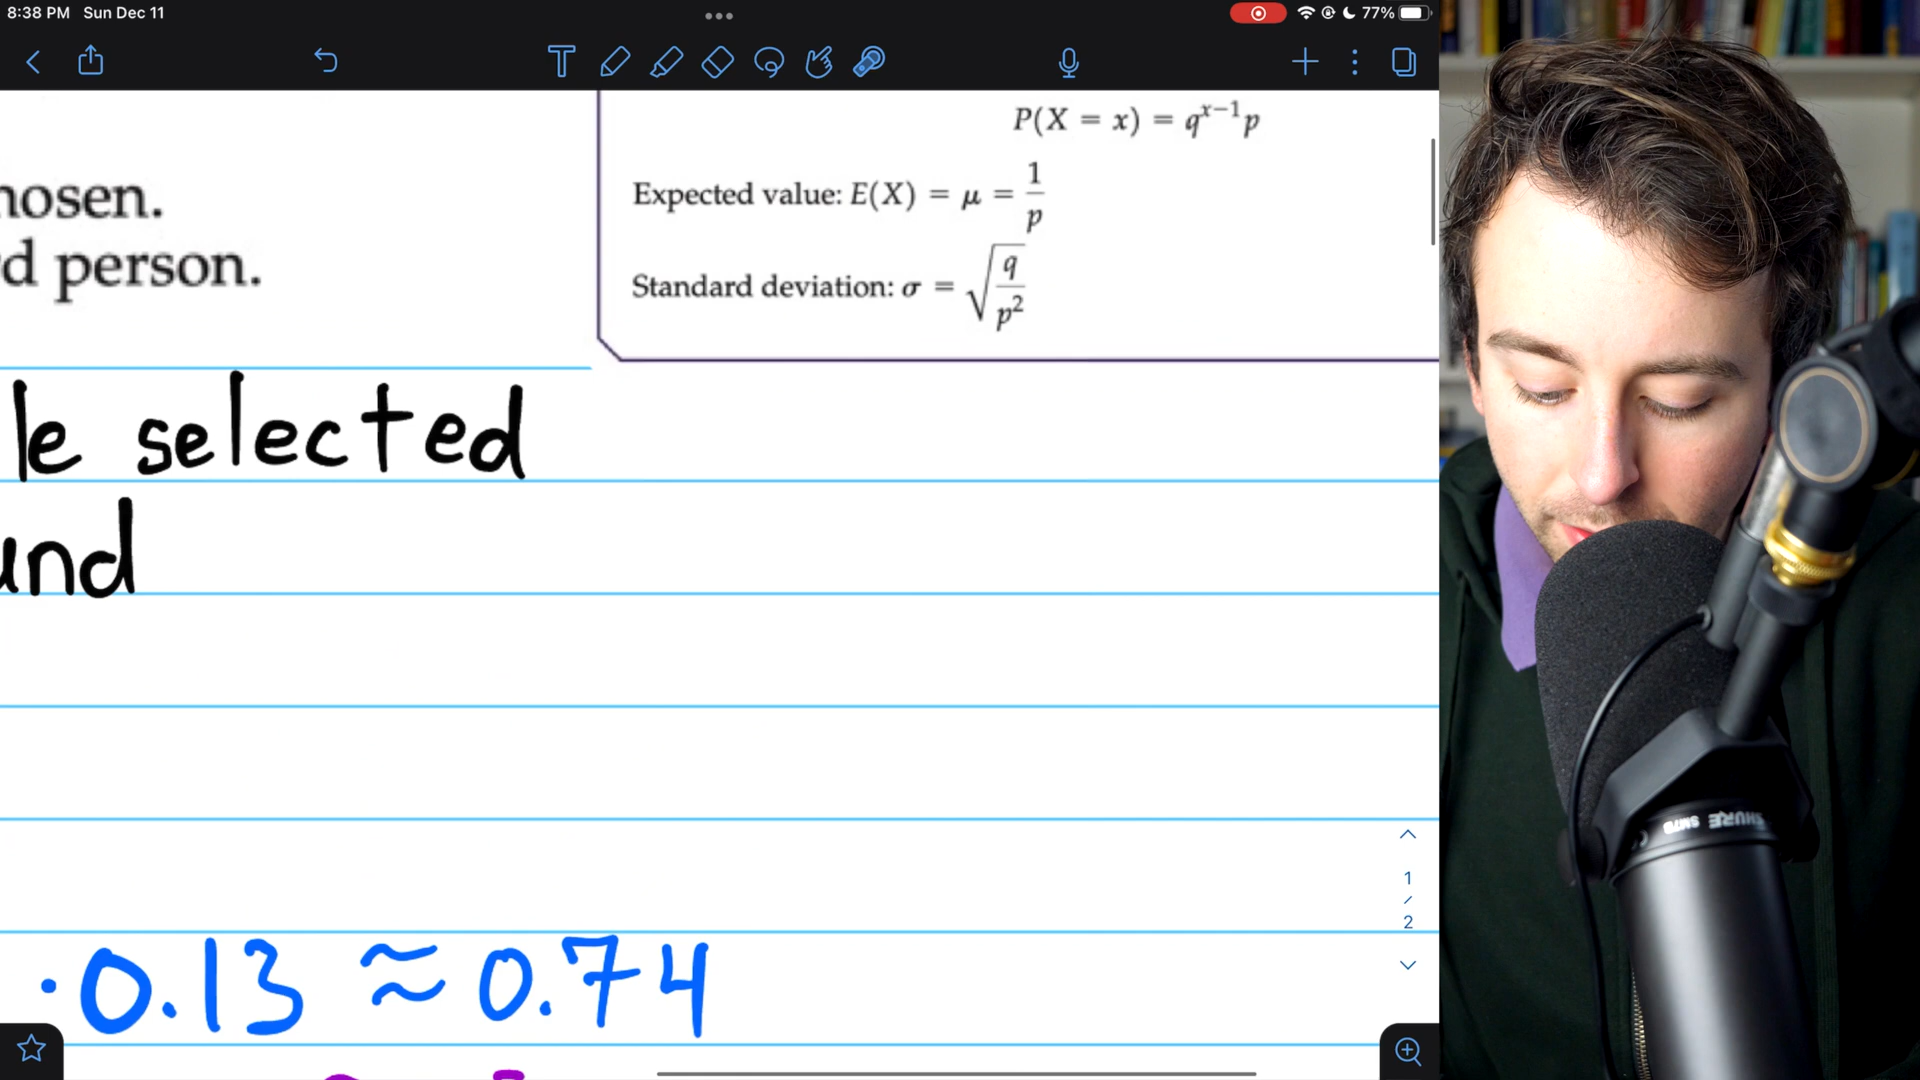 8:38 PM Sun Dec 11
77%
P(X = x) = q^{x−1}p
hosen.
Expected value: E(X) = μ = 1/p
d person.
Standard deviation: σ = √(q/p²)
le selected
und
1
/
2
· 0.13 ≈ 0.74
SHURE SM7B